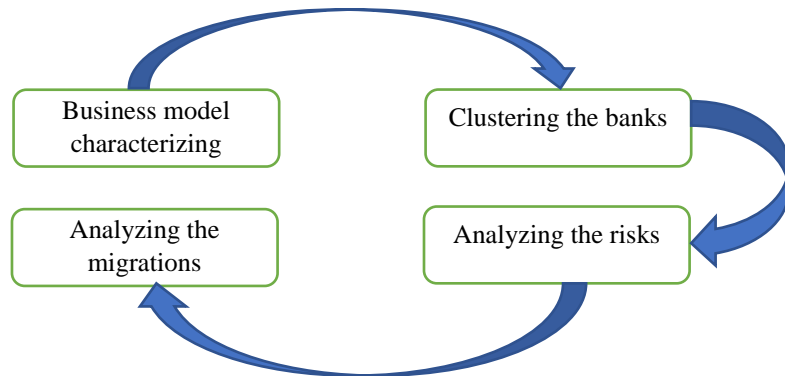 Business model
characterizing
Clustering the banks
Analyzing the risks
Analyzing the
migrations